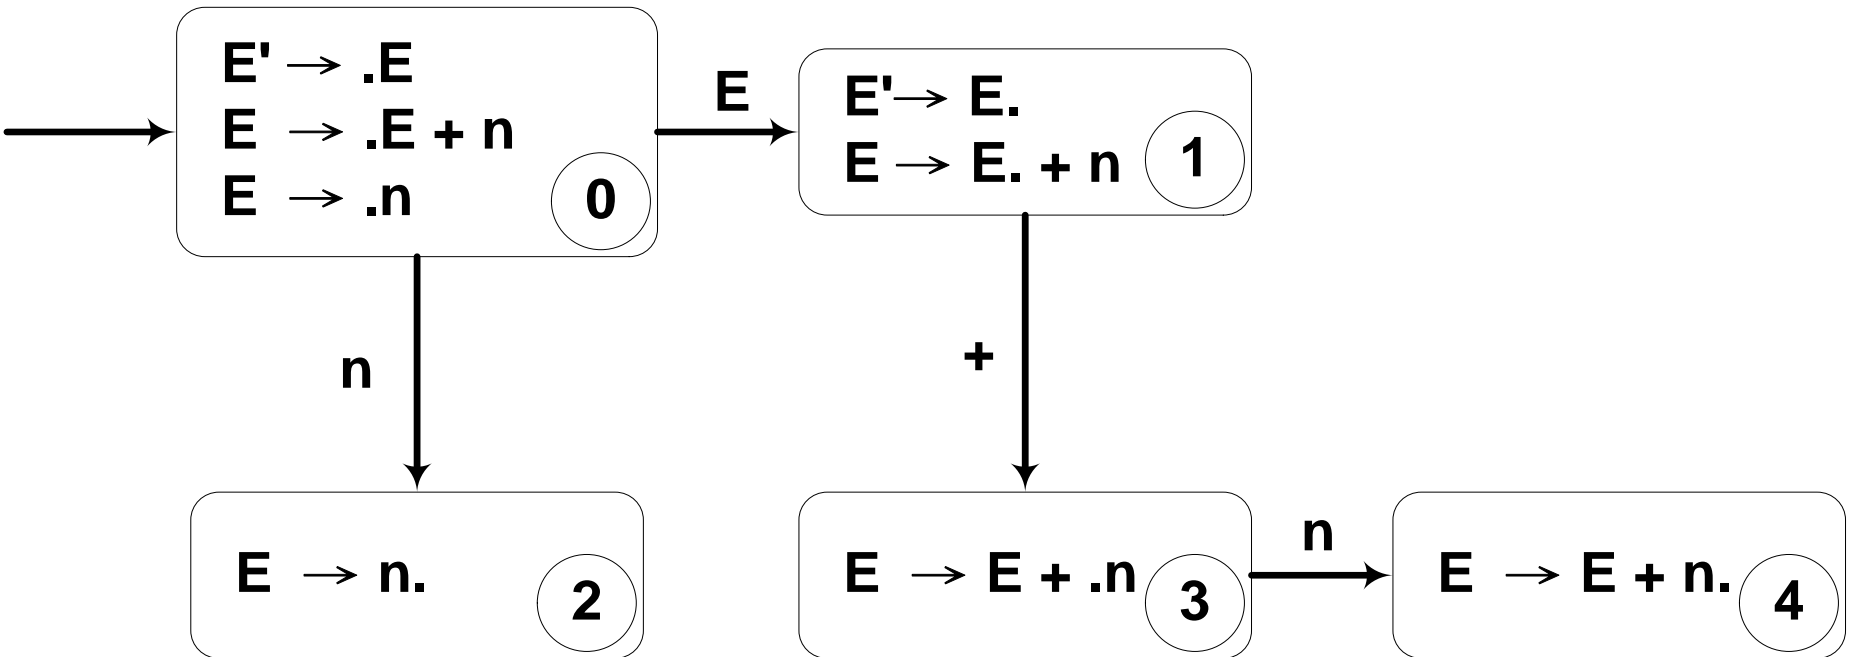 E' → .E
E → .E + n
E → .n
0
E
E' → E.
E → E. + n
1
n
+
E → n.
2
E → E + .n
3
n
E → E + n.
4